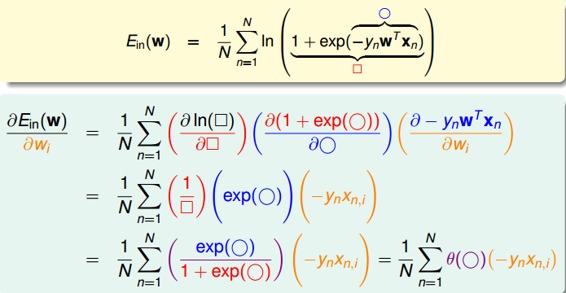 E_in(w) = 1/N ∑_{n=1}^{N} ln ( 1 + exp(−y_n w^T x_n) ) ○ □
∂E_in(w)/∂w_i = 1/N ∑_{n=1}^{N} ( ∂ ln(□)/∂□ ) ( ∂(1 + exp(○))/∂○ ) ( ∂ − y_n w^T x_n/∂w_i )
= 1/N ∑_{n=1}^{N} ( 1/□ ) ( exp(○) ) ( −y_n x_{n,i} )
= 1/N ∑_{n=1}^{N} ( exp(○)/1 + exp(○) ) ( −y_n x_{n,i} ) = 1/N ∑_{n=1}^{N} θ(○)(−y_n x_{n,i})